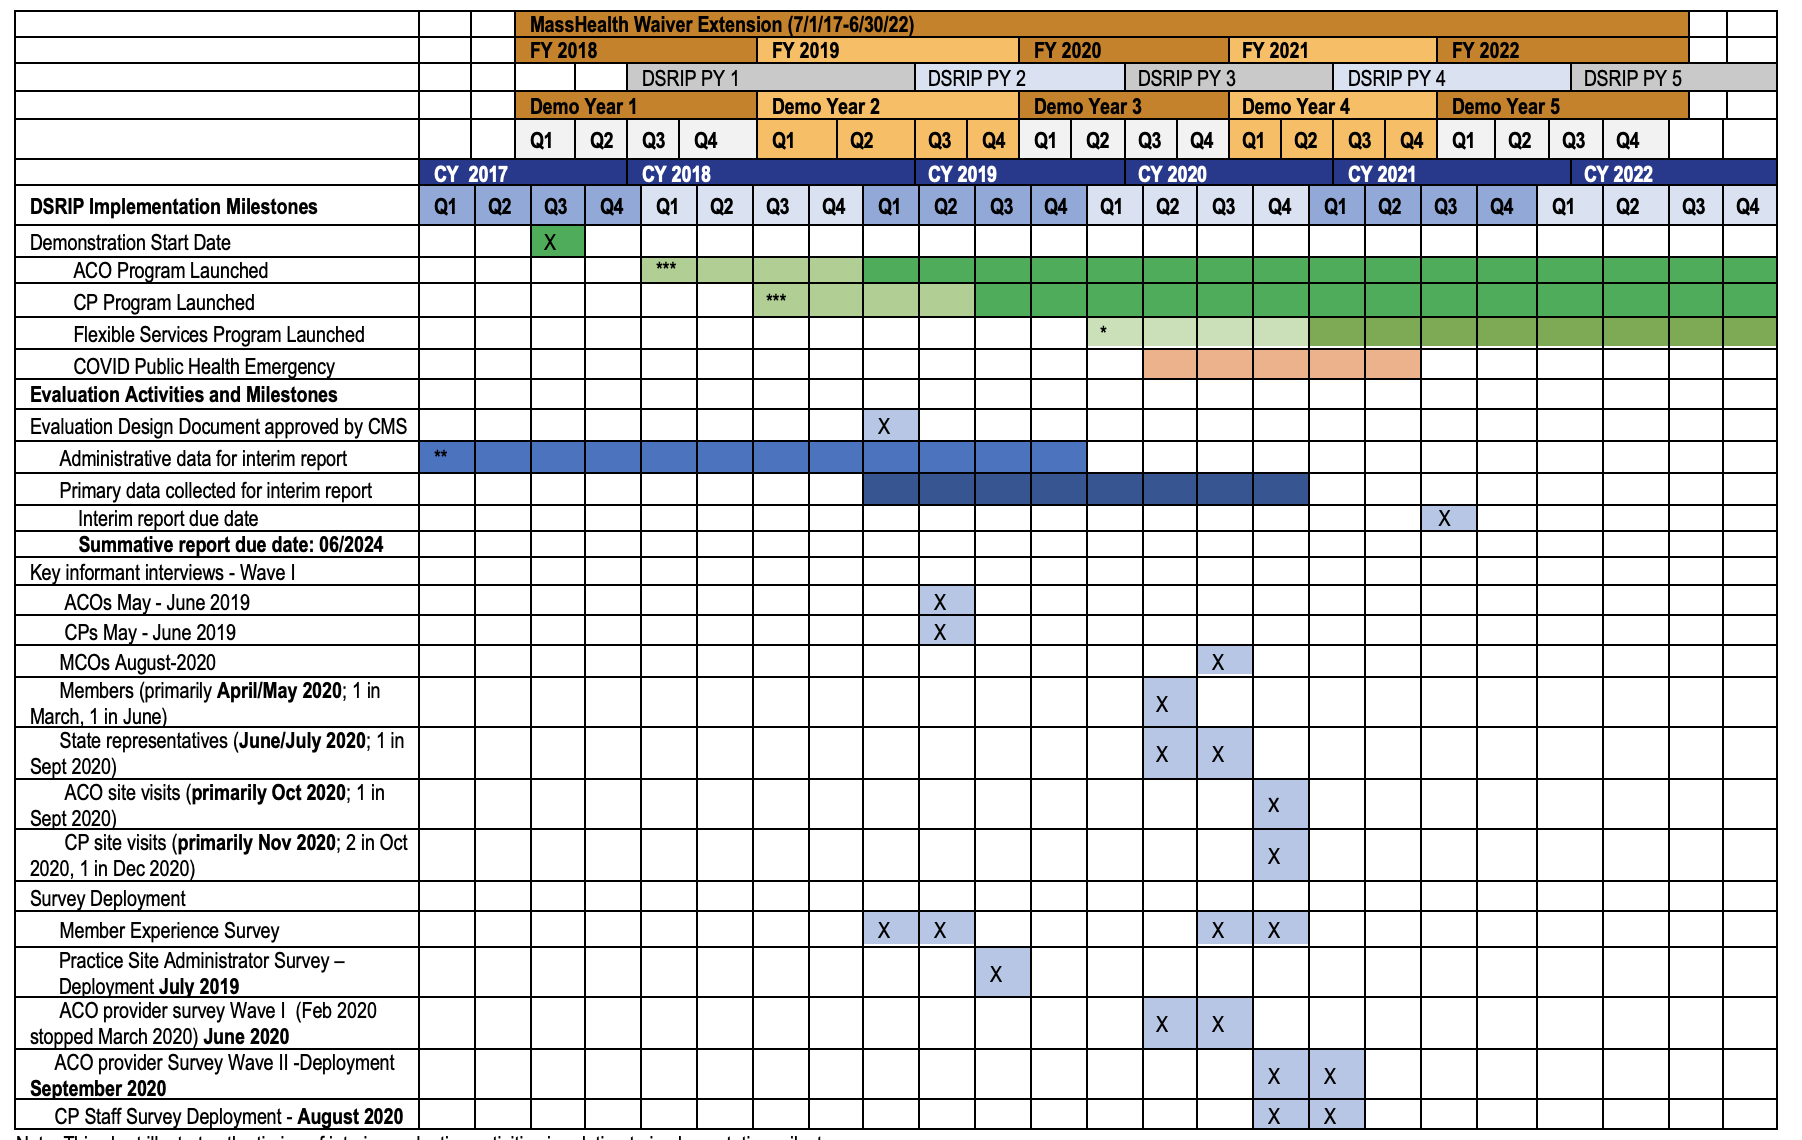 MassHealth Waiver Extension (7/1/17-6/30/22)
FY 2018 FY 2019 FY 2020 FY 2021 FY 2022
DSRIP PY 1 DSRIP PY 2 DSRIP PY 3 DSRIP PY 4 DSRIP PY 5
Demo Year 1 Demo Year 2 Demo Year 3 Demo Year 4 Demo Year 5
Q1 Q2 Q3 Q4 Q1 Q2 Q3 Q4 Q1 Q2 Q3 Q4 Q1 Q2 Q3 Q4 Q1 Q2 Q3 Q4
CY 2017 CY 2018 CY 2019 CY 2020 CY 2021 CY 2022
DSRIP Implementation Milestones Q1 Q2 Q3 Q4 Q1 Q2 Q3 Q4 Q1 Q2 Q3 Q4 Q1 Q2 Q3 Q4 Q1 Q2 Q3 Q4 Q1 Q2 Q3 Q4
Demonstration Start Date X
ACO Program Launched ***
CP Program Launched ***
Flexible Services Program Launched *
COVID Public Health Emergency
Evaluation Activities and Milestones
Evaluation Design Document approved by CMS X
Administrative data for interim report **
Primary data collected for interim report
Interim report due date X
Summative report due date: 06/2024
Key informant interviews - Wave I
ACOs May - June 2019 X
CPs May - June 2019 X
MCOs August-2020 X
Members (primarily April/May 2020; 1 in
March, 1 in June) X
State representatives (June/July 2020; 1 in
Sept 2020) X X
ACO site visits (primarily Oct 2020; 1 in
Sept 2020) X
CP site visits (primarily Nov 2020; 2 in Oct
2020, 1 in Dec 2020) X
Survey Deployment
Member Experience Survey X X X X
Practice Site Administrator Survey –
Deployment July 2019 X
ACO provider survey Wave I (Feb 2020
stopped March 2020) June 2020 X X
ACO provider Survey Wave II -Deployment
September 2020 X X
CP Staff Survey Deployment - August 2020 X X